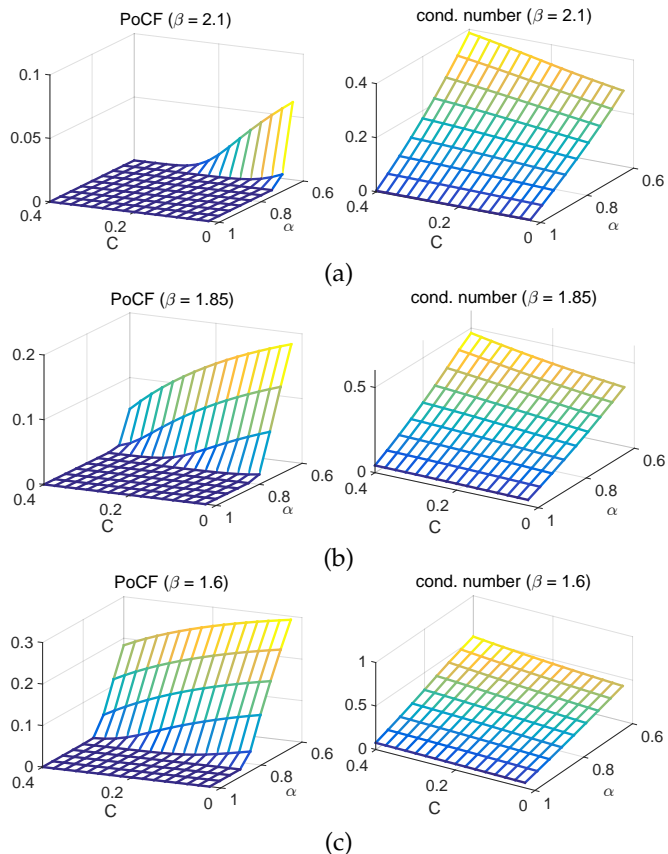 PoCF (β = 2.1)
cond. number (β = 2.1)
0.1
0.05
0
0.4
0.2
C
0
1
0.8
α
0.6
0.4
0.2
0
0.4
0.2
C
0
1
0.8
α
0.6
(a)
PoCF (β = 1.85)
cond. number (β = 1.85)
0.2
0.1
0
0.4
0.2
C
0
1
0.8
α
0.6
0.5
0
0.4
0.2
C
0
1
0.8
α
0.6
(b)
PoCF (β = 1.6)
cond. number (β = 1.6)
0.3
0.2
0.1
0
0.4
0.2
C
0
1
0.8
α
0.6
1
0.5
0
0.4
0.2
C
0
1
0.8
α
0.6
(c)